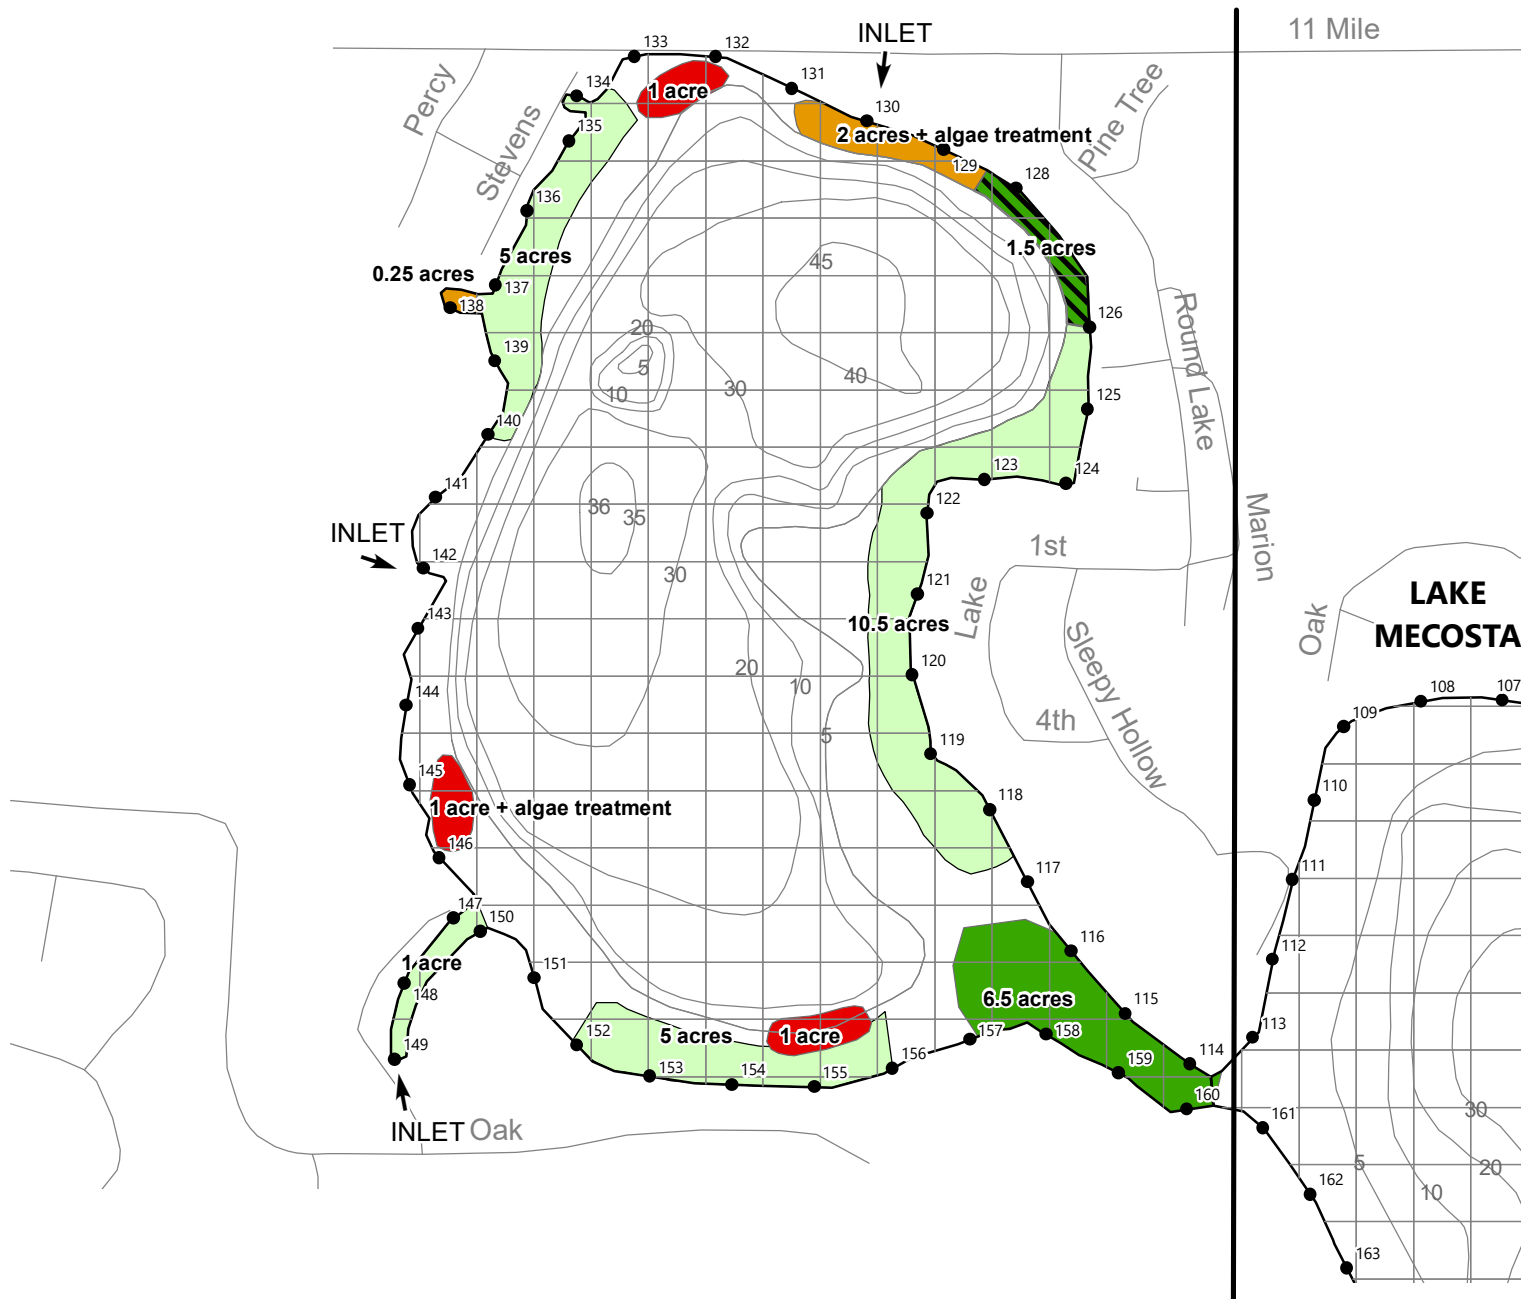 11 Mile
INLET
133
132
131
130
134
1 acre
Percy
Stevens
135
2 acres + algae treatment
129
128
Pine Tree
136
5 acres
1.5 acres
45
0.25 acres
137
138
126
Round Lake
20
139
5
10
30
40
125
140
123
124
141
122
36
35
INLET
142
30
1st
Marion
121
Lake
LAKE
MECOSTA
Oak
143
10.5 acres
Sleepy Hollow
120
20
10
144
4th
5
119
108
107
109
145
1 acre + algae treatment
118
110
146
117
111
147
150
116
112
1 acre
151
148
6.5 acres
115
113
152
5 acres
1 acre
157
158
149
156
114
153
154
155
159
160
161
30
INLET
Oak
5
20
10
162
163